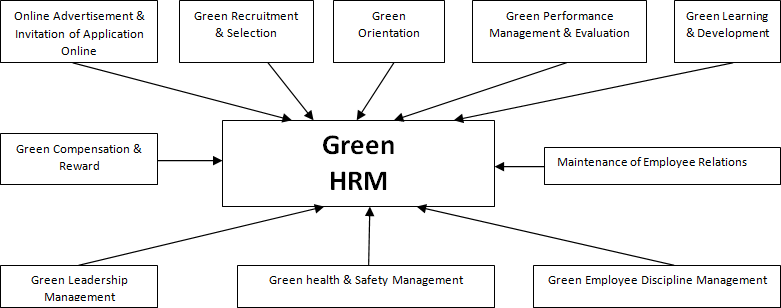 Online Advertisement &
Invitation of Application
Online
Green Recruitment
& Selection
Green
Orientation
Green Performance
Management & Evaluation
Green Learning
& Development
Green Compensation &
Reward
Green
HRM
Maintenance of Employee Relations
Green Leadership
Management
Green health & Safety Management
Green Employee Discipline Management